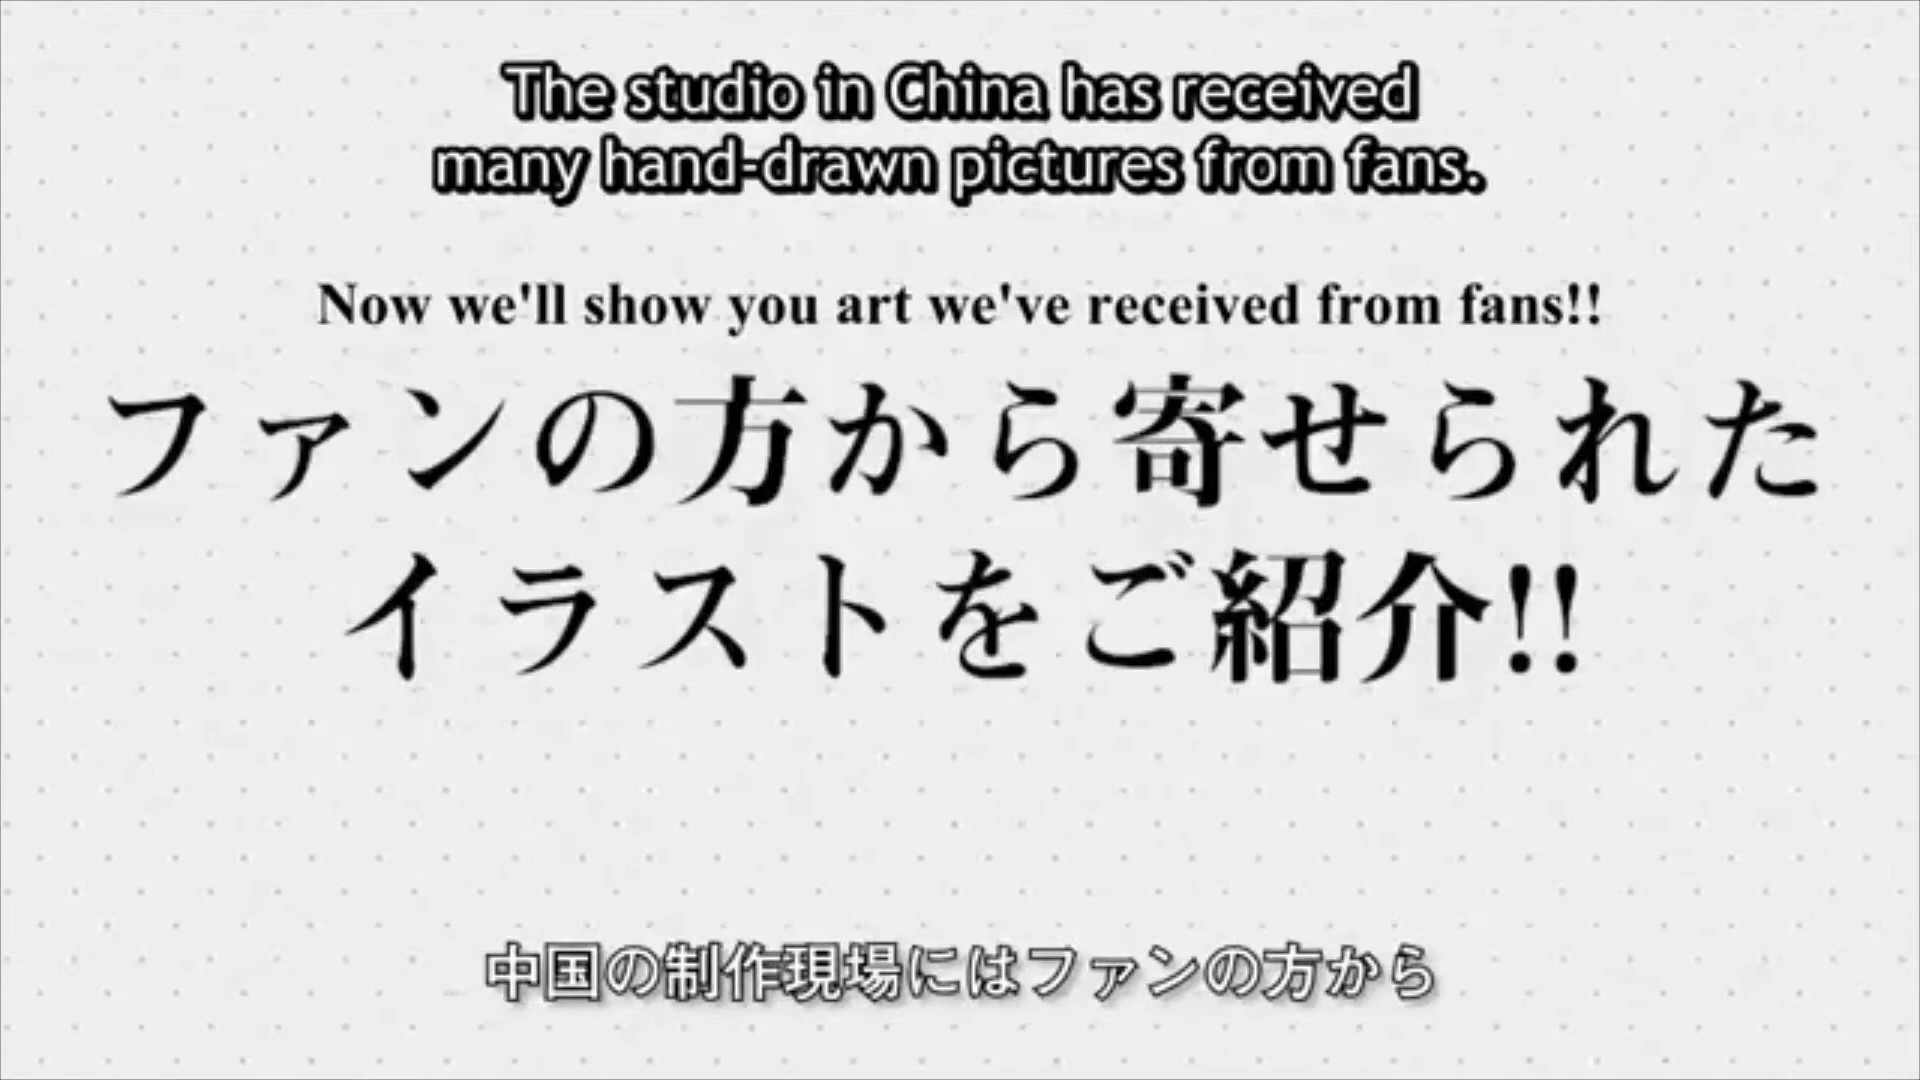 The studio in China has received
many hand-drawn pictures from fans.
Now we'll show you art we've received from fans!!
ファンの方から寄せられた
イラストをご紹介!!
中国の制作現場にはファンの方から